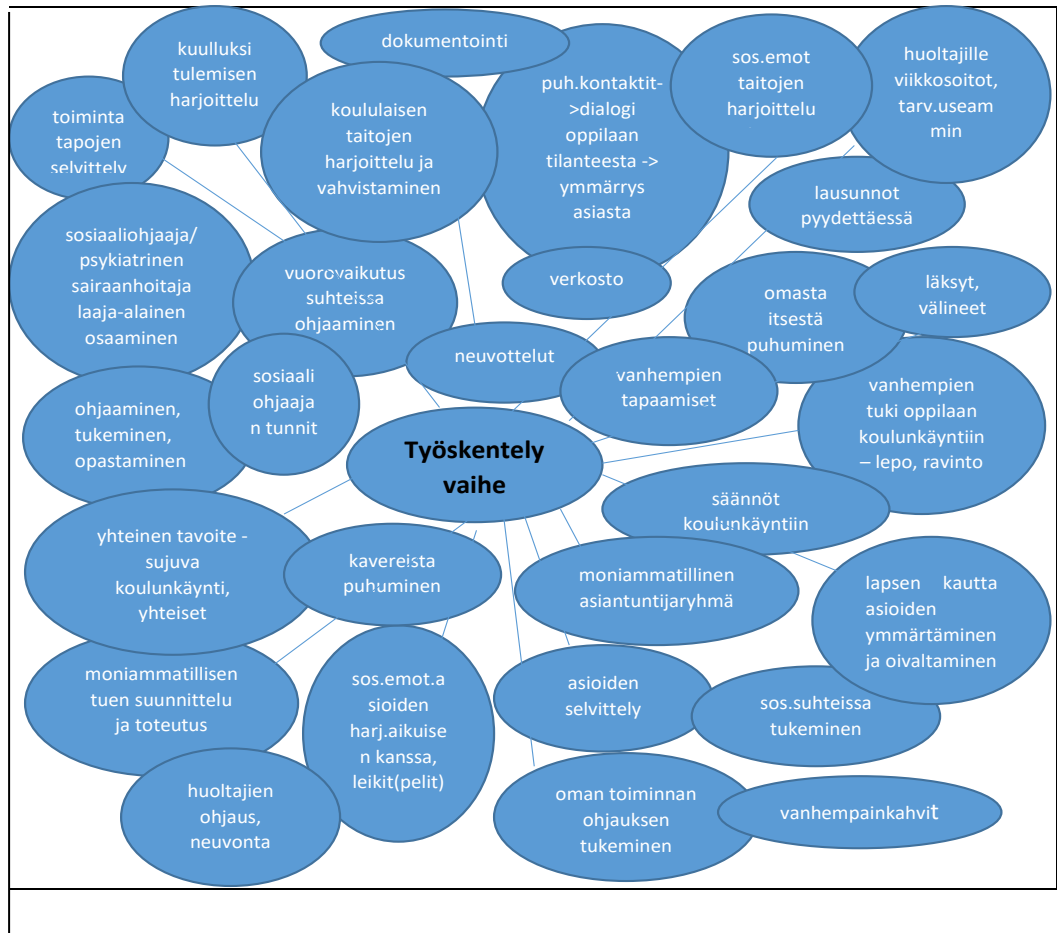 kuulluksi
tulemisen
harjoittelu
dokumentointi
puh.kontaktit-
>dialogi
oppilaan
tilanteesta ->
ymmärrys
asiasta
sos.emot
taitojen
harjoittelu
huoltajille
viikkosoitot,
tarv.useam
min
toiminta
tapojen
selvittely
koululaisen
taitojen
harjoittelu ja
vahvistaminen
lausunnot
pyydettäessä
sosiaaliohjaaja/
psykiatrinen
sairaanhoitaja
laaja-alainen
osaaminen
vuorovaikutus
suhteissa
ohjaaminen
verkosto
omasta
itsestä
puhuminen
läksyt,
välineet
neuvottelut
vanhempien
tapaamiset
sosiaali
ohjaaja
n tunnit
vanhempien
tuki oppilaan
koulunkäyntiin
– lepo, ravinto
ohjaaminen,
tukeminen,
opastaminen
Työskentely
vaihe
säännöt
koulunkäyntiin
yhteinen tavoite -
sujuva
koulunkäynti,
yhteiset
kavereista
puhuminen
moniammatillinen
asiantuntijaryhmä
lapsen kautta
asioiden
ymmärtäminen
ja oivaltaminen
moniammatillisen
tuen suunnittelu
ja toteutus
sos.emot.a
sioiden
harj.aikuise
n kanssa,
leikit(pelit)
asioiden
selvittely
sos.suhteissa
tukeminen
huoltajien
ohjaus,
neuvonta
oman toiminnan
ohjauksen
tukeminen
vanhempainkahvit